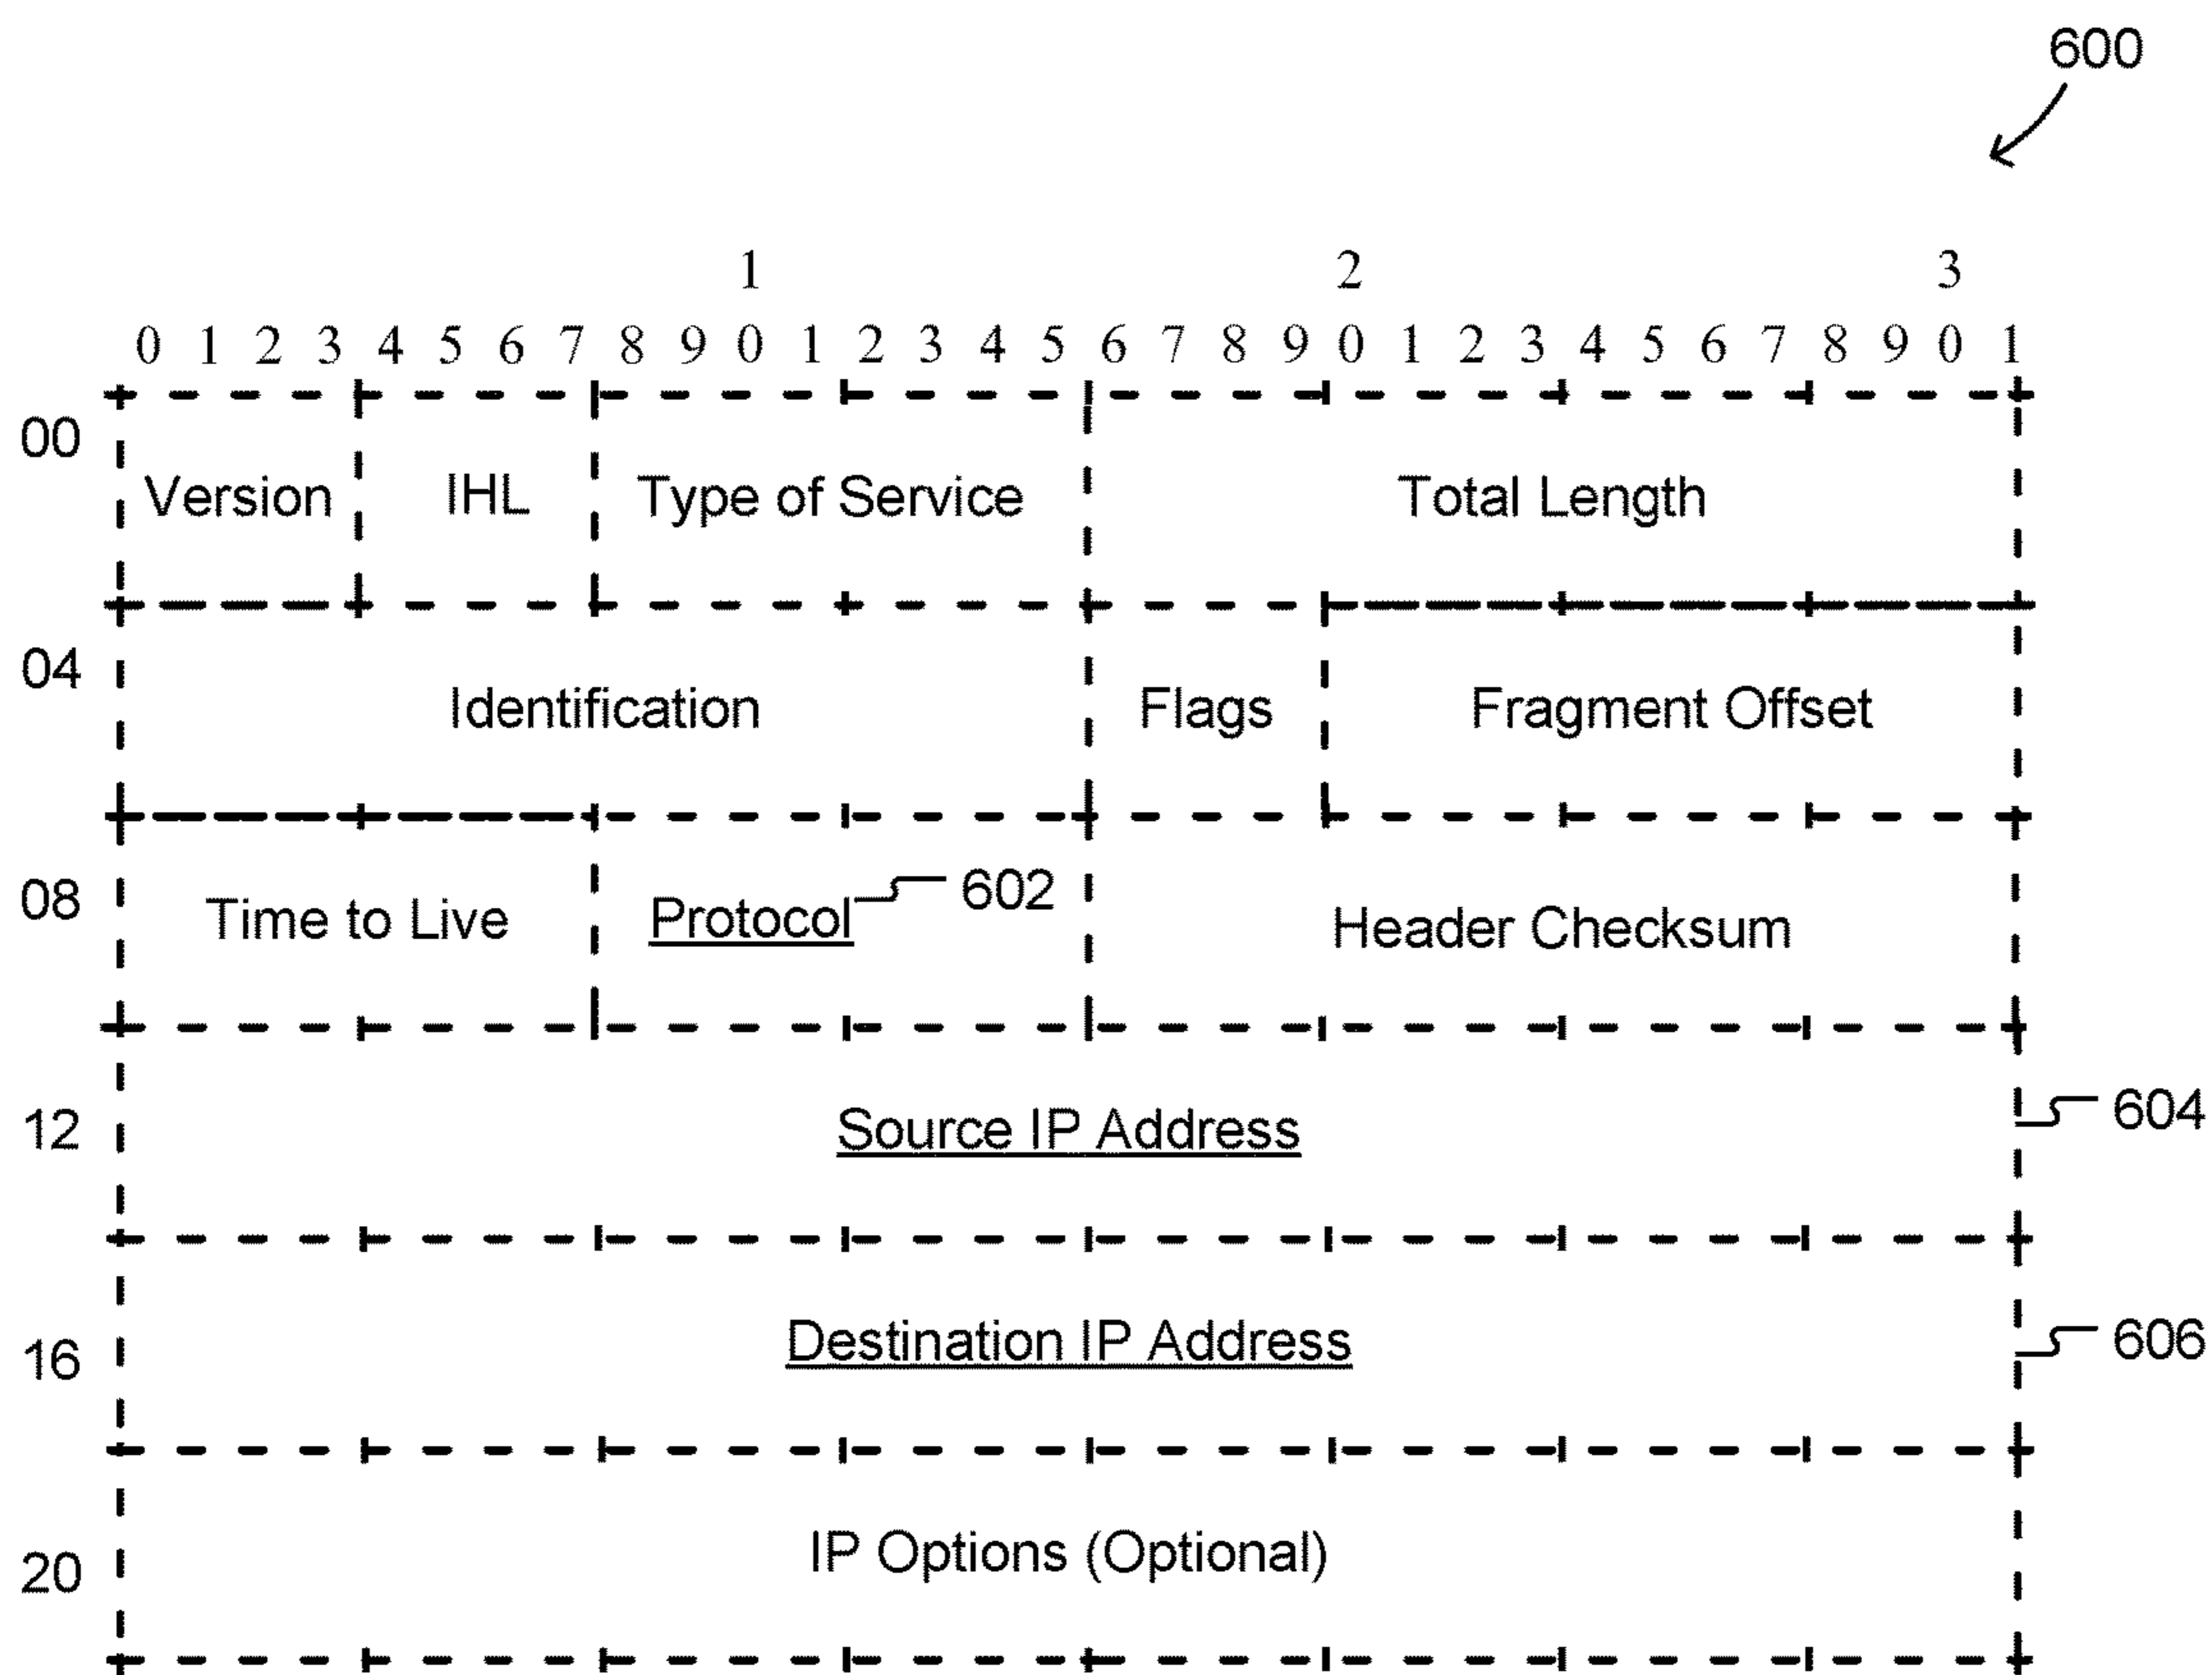 600
1 2 3
0 1 2 3 4 5 6 7 8 9 0 1 2 3 4 5 6 7 8 9 0 1 2 3 4 5 6 7 8 9 0 1
00 Version IHL Type of Service Total Length
04 Identification Flags Fragment Offset
08 Time to Live Protocol 602 Header Checksum
12 Source IP Address 604
16 Destination IP Address 606
20 IP Options (Optional)